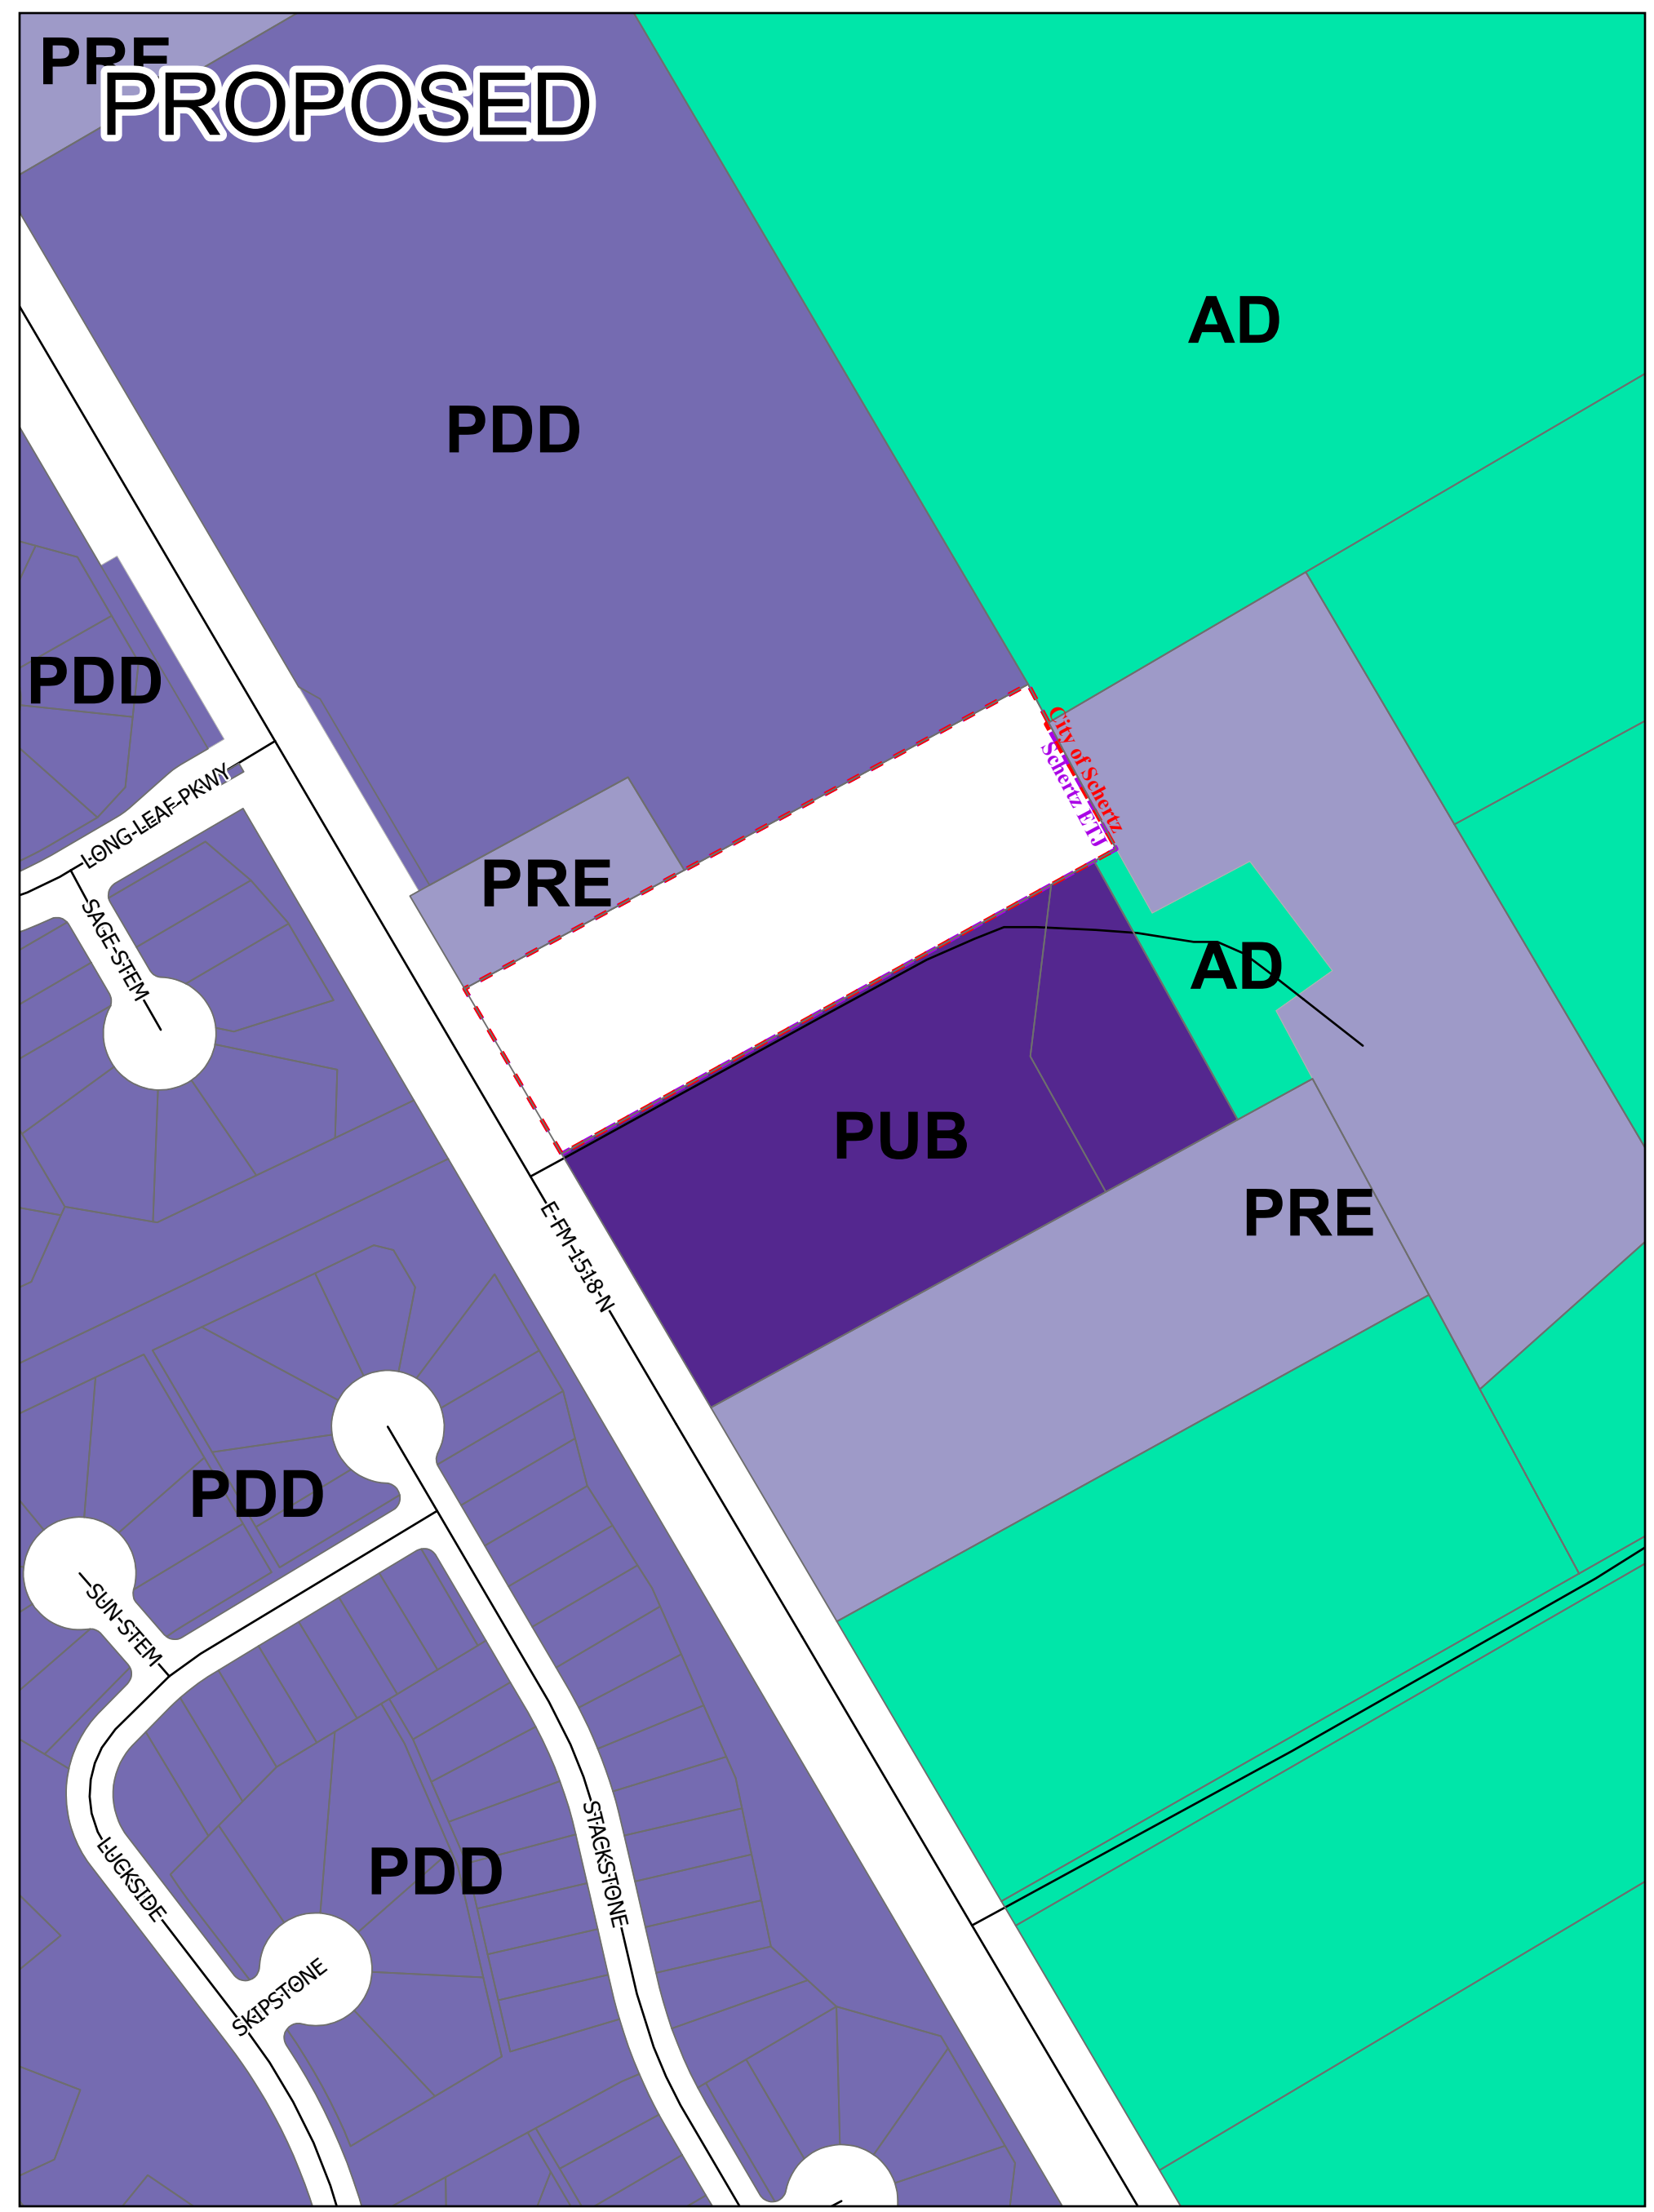 PRE
PROPOSED
AD
PDD
PDD
City of Schertz
Schertz ETJ
LONG-LEAF-PKWY
PRE
SAGE-STEM
AD
PUB
PRE
E-FM-1518-N
PDD
SUN-STEM
STACKSTONE
LUCKSIDE
PDD
SKIPSTONE